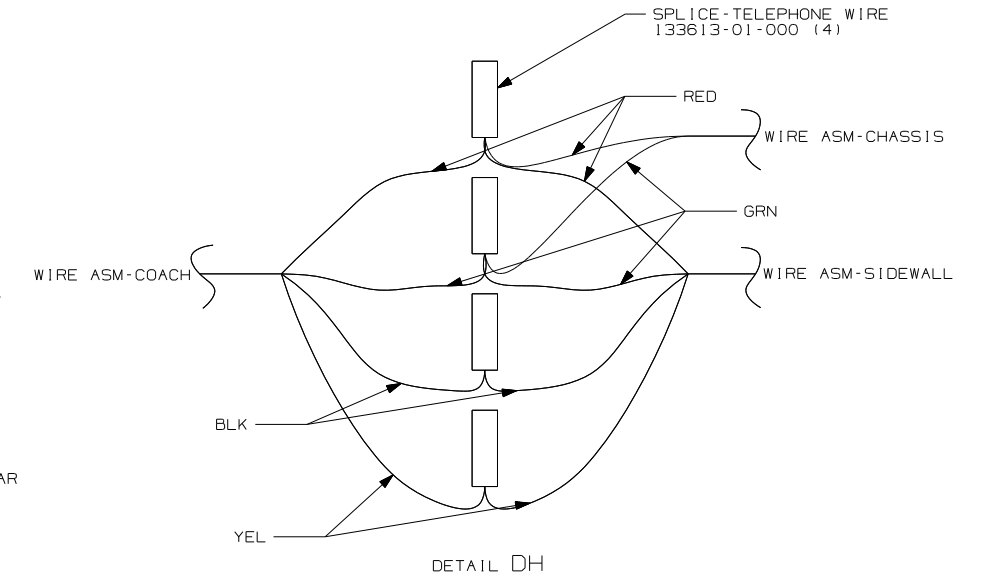 SPLICE-TELEPHONE WIRE
133613-01-000 (4)
RED
WIRE ASM-CHASSIS
GRN
WIRE ASM-COACH
WIRE ASM-SIDEWALL
BLK
AR
YEL
DETAIL DH